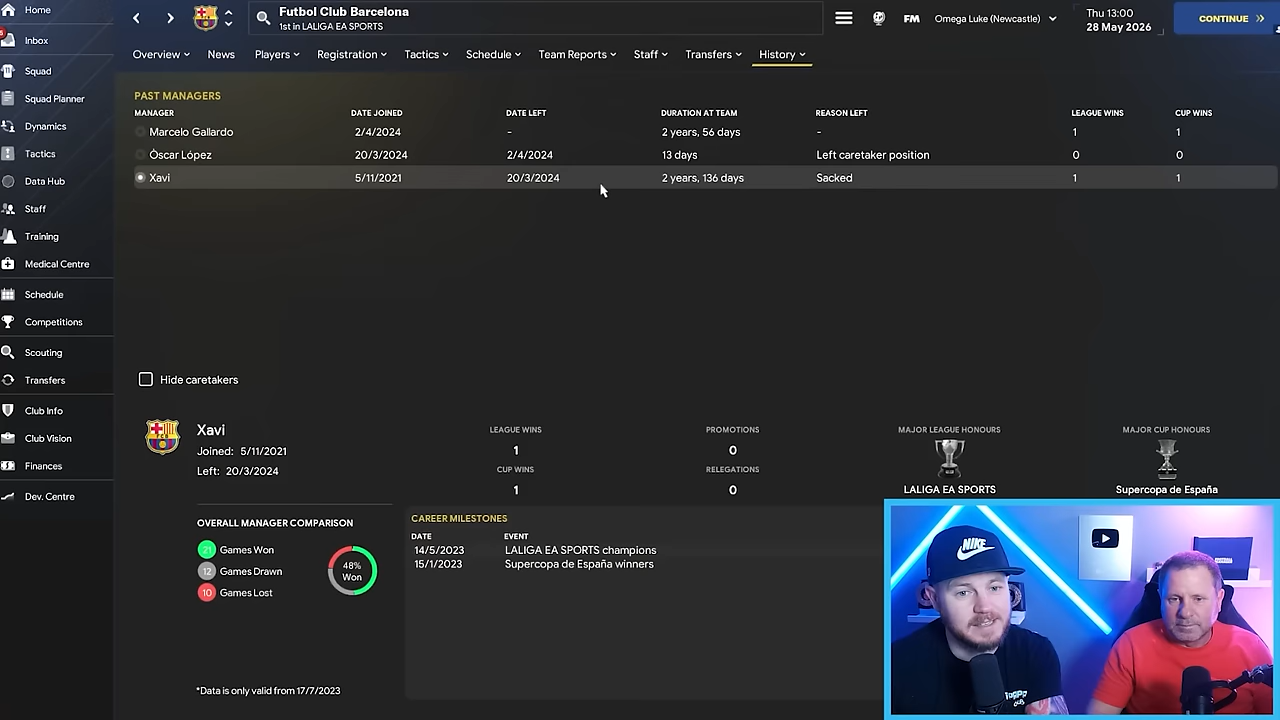 Home
Inbox
Squad
Squad Planner
Dynamics
Tactics
Data Hub
Staff
Training
Medical Centre
Schedule
Competitions
Scouting
Transfers
Club Info
Club Vision
Finances
Dev. Centre
Futbol Club Barcelona
1st in LALIGA EA SPORTS
FM
Omega Luke (Newcastle)
Thu 13:00
28 May 2026
CONTINUE
Overview News Players Registration Tactics Schedule Team Reports Staff Transfers History
PAST MANAGERS
MANAGER DATE JOINED DATE LEFT DURATION AT TEAM REASON LEFT LEAGUE WINS CUP WINS
Marcelo Gallardo 2/4/2024 - 2 years, 56 days - 1 1
Òscar López 20/3/2024 2/4/2024 13 days Left caretaker position 0 0
Xavi 5/11/2021 20/3/2024 2 years, 136 days Sacked 1 1
Hide caretakers
Xavi
Joined: 5/11/2021
Left: 20/3/2024
LEAGUE WINS
1
CUP WINS
1
PROMOTIONS
0
RELEGATIONS
0
MAJOR LEAGUE HONOURS
LALIGA EA SPORTS
MAJOR CUP HONOURS
Supercopa de España
OVERALL MANAGER COMPARISON
21 Games Won
12 Games Drawn
10 Games Lost
48%
Won
*Data is only valid from 17/7/2023
CAREER MILESTONES
DATE EVENT
14/5/2023 LALIGA EA SPORTS champions
15/1/2023 Supercopa de España winners
NIKE